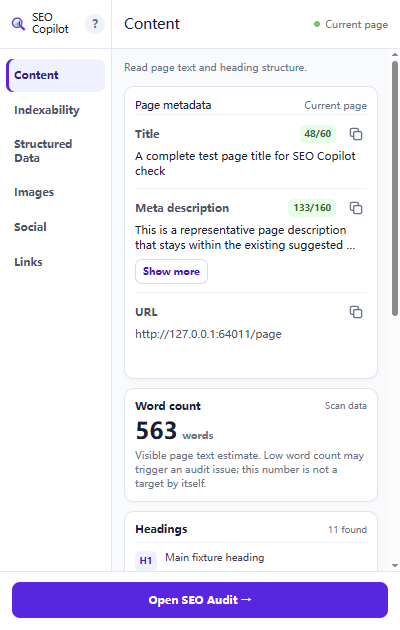 SEO
Copilot
?
Content
Current page
Content
Indexability
Structured
Data
Images
Social
Links
Read page text and heading structure.
Page metadata
Current page
Title
48/60
A complete test page title for SEO Copilot
check
Meta description
133/160
This is a representative page description
that stays within the existing suggested ...
Show more
URL
http://127.0.0.1:64011/page
Word count
Scan data
563 words
Visible page text estimate. Low word count may
trigger an audit issue; this number is not a
target by itself.
Headings
11 found
H1
Main fixture heading
Open SEO Audit →